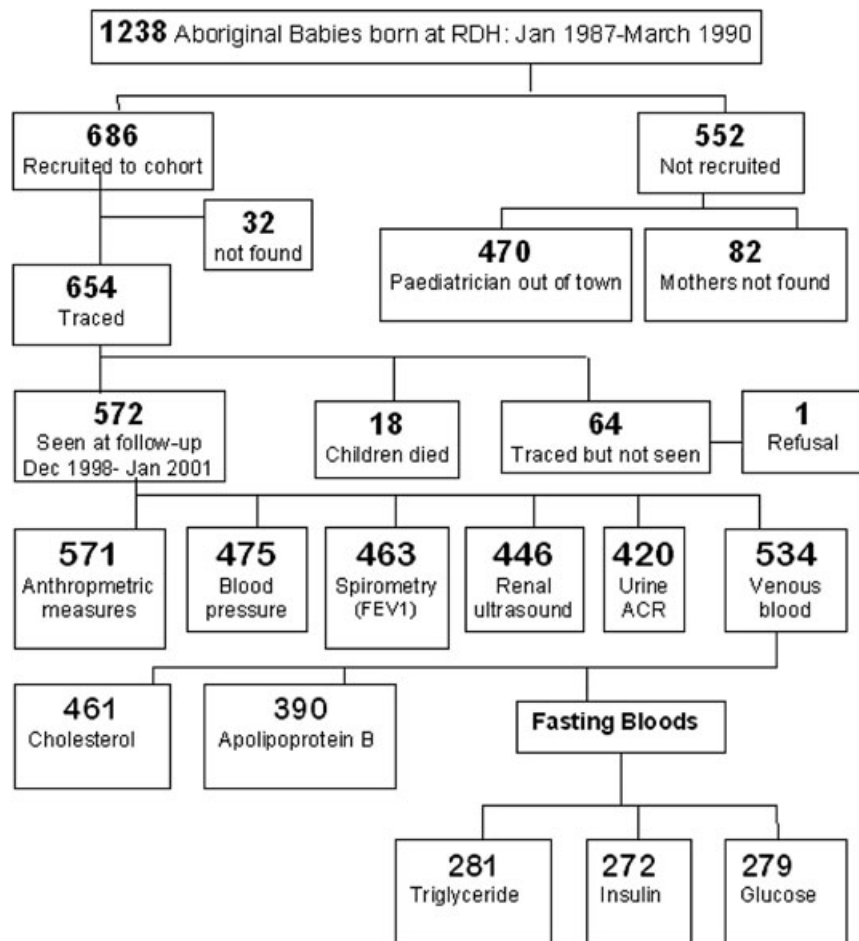 1238 Aboriginal Babies born at RDH: Jan 1987-March 1990
686
Recruited to cohort
552
Not recruited
32
not found
470
Paediatrician out of town
82
Mothers not found
654
Traced
572
Seen at follow-up
Dec 1998- Jan 2001
18
Children died
64
Traced but not seen
1
Refusal
571
Anthropmetric
measures
475
Blood
pressure
463
Spirometry
(FEV1)
446
Renal
ultrasound
420
Urine
ACR
534
Venous
blood
461
Cholesterol
390
Apolipoprotein B
Fasting Bloods
281
Triglyceride
272
Insulin
279
Glucose